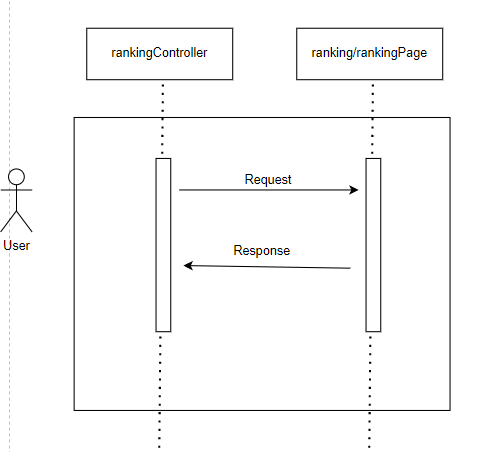 rankingController
ranking/rankingPage
Request
User
Response